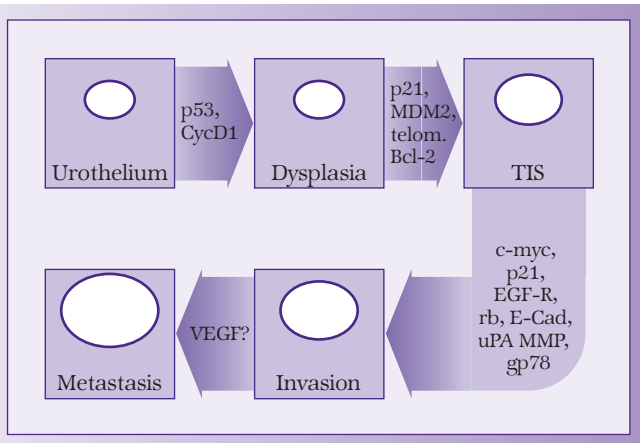 p53,
CycD1
Urothelium
Dysplasia
p21,
MDM2,
telom.
Bcl-2
TIS
c-myc,
p21,
EGF-R,
rb, E-Cad,
uPA MMP,
gp78
Invasion
VEGF?
Metastasis